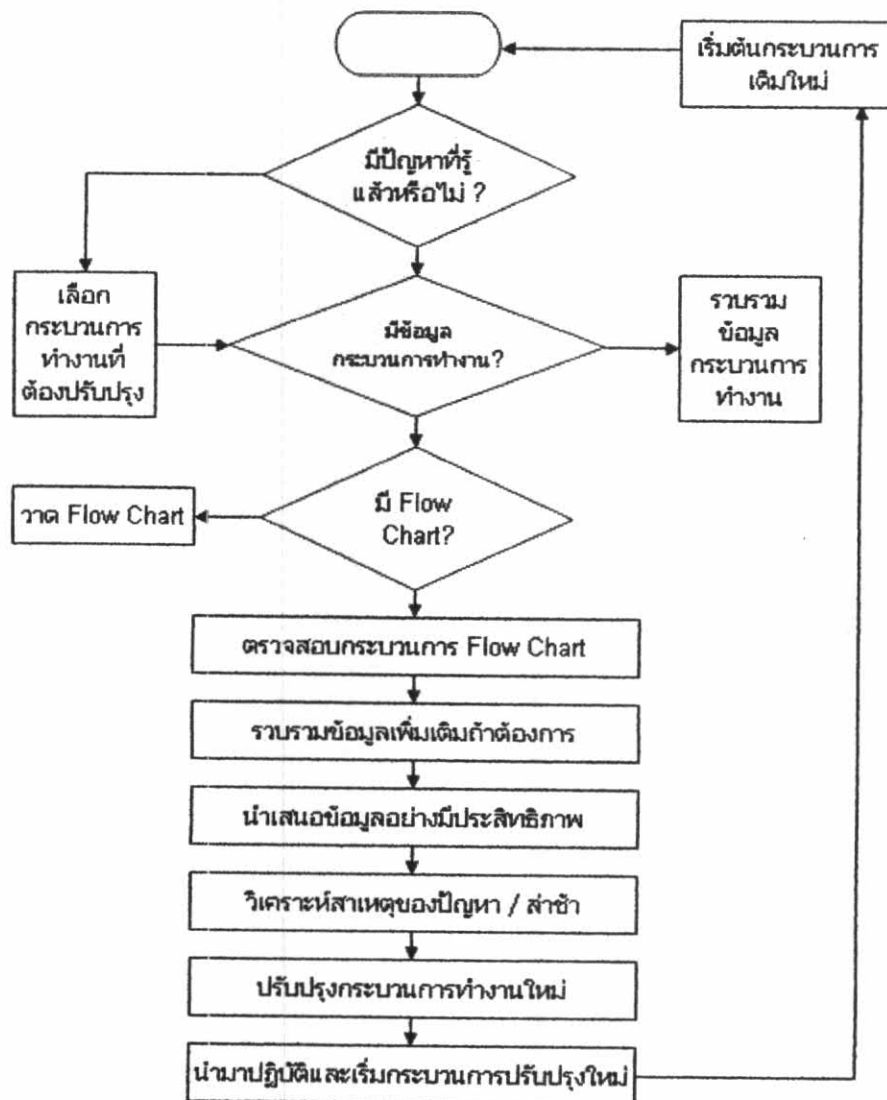 เริ่มต้นกระบวนการ
เดิมใหม่
มีปัญหาที่รู้
แล้วหรือไม่ ?
เลือก
กระบวนการ
ทำงานที่
ต้องปรับปรุง
มีข้อมูล
กระบวนการทำงาน?
รวบรวม
ข้อมูล
กระบวนการ
ทำงาน
วาด Flow Chart
มี Flow
Chart?
ตรวจสอบกระบวนการ Flow Chart
รวบรวมข้อมูลเพิ่มเติมถ้าต้องการ
นำเสนอข้อมูลอย่างมีประสิทธิภาพ
วิเคราะห์สาเหตุของปัญหา / ล่าช้า
ปรับปรุงกระบวนการทำงานใหม่
นำมาปฏิบัติและเริ่มกระบวนการปรับปรุงใหม่